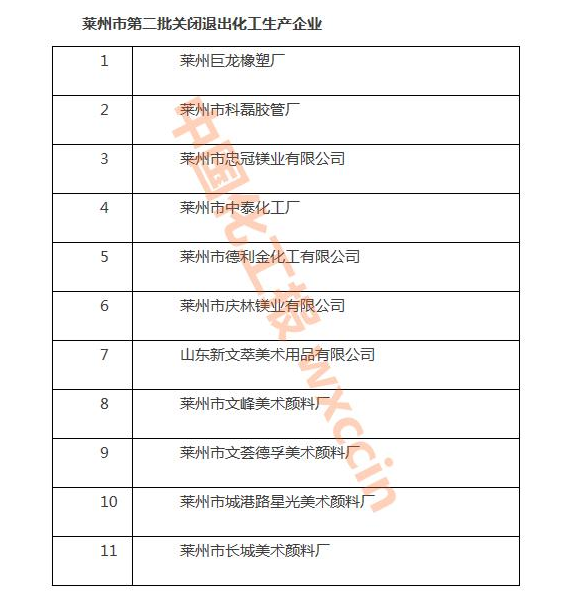 莱州市第二批关闭退出化工生产企业
1 莱州巨龙橡塑厂
2 莱州市科磊胶管厂
3 莱州市忠冠镁业有限公司
4 莱州市中泰化工厂
5 莱州市德利金化工有限公司
6 莱州市庆林镁业有限公司
7 山东新文萃美术用品有限公司
8 莱州市文峰美术颜料厂
9 莱州市文荟德孚美术颜料厂
10 莱州市城港路星光美术颜料厂
11 莱州市长城美术颜料厂
中国化工报 wxccin